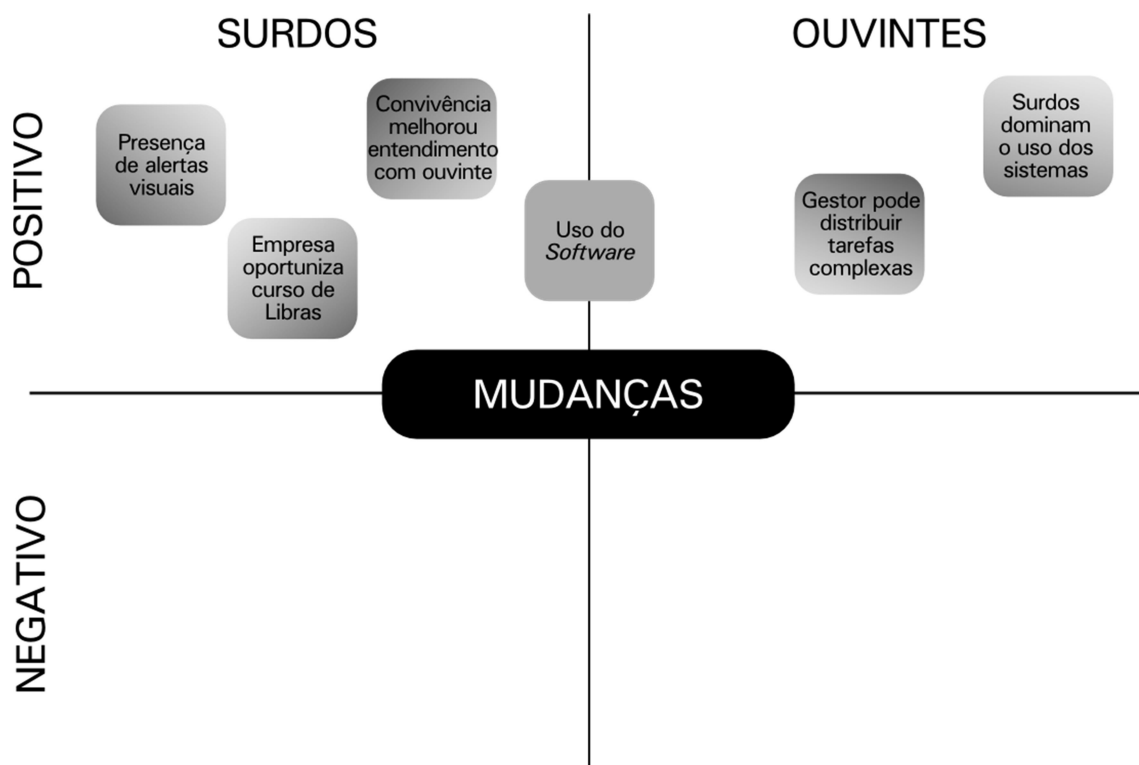 SURDOS
OUVINTES
POSITIVO
Presença
de alertas
visuais
Empresa
oportuniza
curso de
Libras
Convivência
melhorou
entendimento
com ouvinte
Uso do
Software
Gestor pode
distribuir
tarefas
complexas
Surdos
dominam
o uso dos
sistemas
MUDANÇAS
NEGATIVO